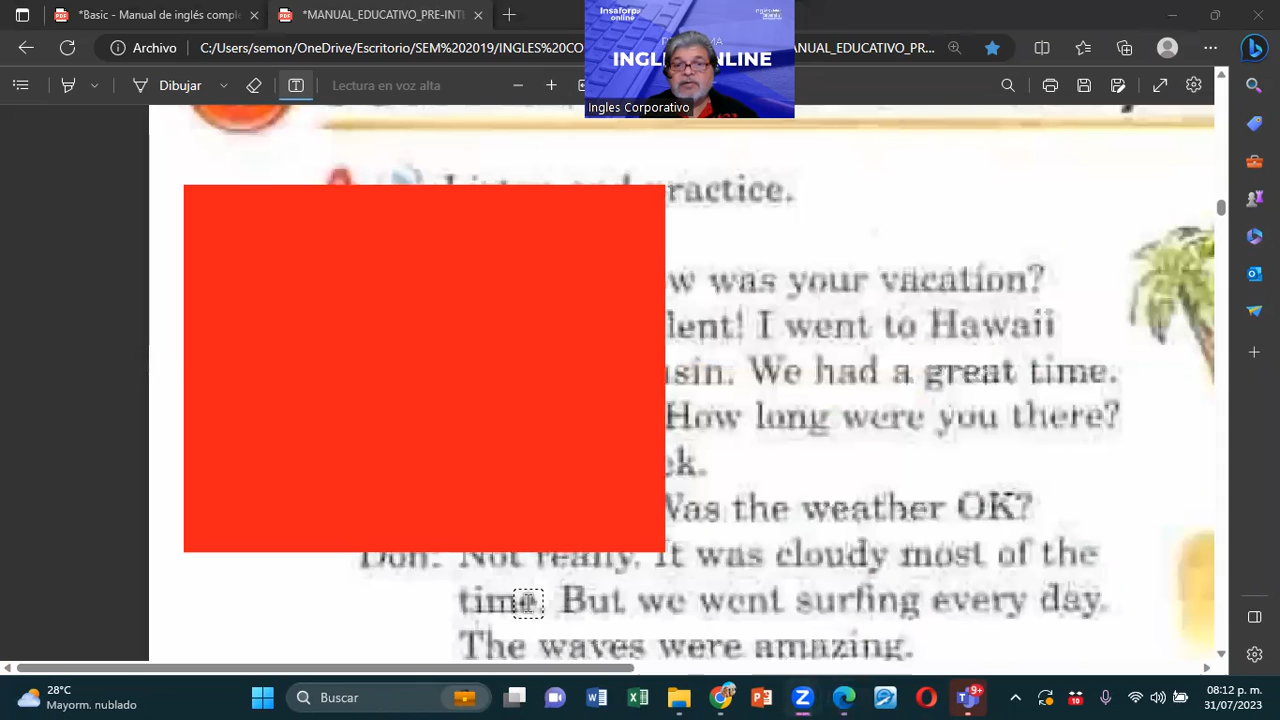 Basic - Manual de ingles comple
*MANUAL_EDUCATIVO_PRE-INTE
Insaforp
online
INGL
NLINE
Ingles Corporativo
Archivo
C:/Users/semon/OneDrive/Escritorio/SEM%202019/INGLES%20CO
ANUAL_EDUCATIVO_PR...
Dibujar
Lectura en voz alta
ractice.
w was your vacation?
lent! I went to Hawaii
sin. We had a great time.
How long were you there?
ek.
Was the weather OK?
Don: Not really. It was cloudy most of the
time. But we went surfing every day.
The waves were amazing.
28°C
Mayorm. nublado
Buscar
08:12 p. m.
31/07/2023